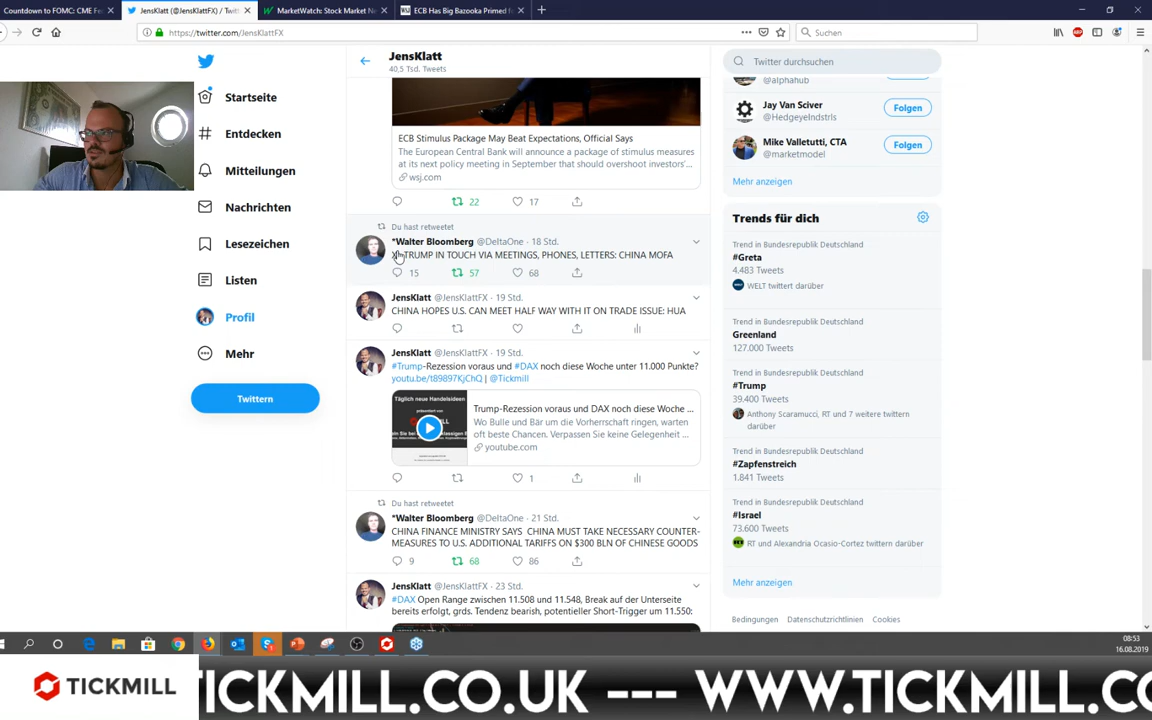 Countdown to FOMC: CME Fe
JensKlatt (@JensKlattFX) / Twitt
MarketWatch: Stock Market Ne
ECB Has Big Bazooka Primed f
https://twitter.com/JensKlattFX
Suchen
Startseite
Entdecken
Mitteilungen
Nachrichten
Lesezeichen
Listen
Profil
Mehr
Twittern
JensKlatt
40,5 Tsd. Tweets
ECB Stimulus Package May Beat Expectations, Official Says
The European Central Bank will announce a package of stimulus measures
at its next policy meeting in September that should overshoot investors'...
wsj.com
22 17
Du hast retweetet
*Walter Bloomberg @DeltaOne · 18 Std.
TRUMP IN TOUCH VIA MEETINGS, PHONES, LETTERS: CHINA MOFA
15 57 68
JensKlatt @JensKlattFX · 19 Std.
CHINA HOPES U.S. CAN MEET HALF WAY WITH IT ON TRADE ISSUE: HUA
JensKlatt @JensKlattFX · 19 Std.
#Trump-Rezession voraus und #DAX noch diese Woche unter 11.000 Punkte?
youtu.be/t89897KjChQ | @Tickmill
Täglich neue Handelsideen
präsentiert von
Trump-Rezession voraus und DAX noch diese Woche ...
Wo Bulle und Bär um die Vorherrschaft ringen, warten
oft beste Chancen. Verpassen Sie keine Gelegenheit ...
youtube.com
1
Du hast retweetet
*Walter Bloomberg @DeltaOne · 21 Std.
CHINA FINANCE MINISTRY SAYS CHINA MUST TAKE NECESSARY COUNTER-
MEASURES TO U.S. ADDITIONAL TARIFFS ON $300 BLN OF CHINESE GOODS
9 68 86
JensKlatt @JensKlattFX · 23 Std.
#DAX Open Range zwischen 11.508 und 11.548, Break auf der Unterseite
bereits erfolgt, grds. Tendenz bearish, potentieller Short-Trigger um 11.550:
Twitter durchsuchen
@alphahub
Jay Van Sciver
@HedgeyeIndstrls
Folgen
Mike Valletutti, CTA
@marketmodel
Folgen
Mehr anzeigen
Trends für dich
Trend in Bundesrepublik Deutschland
#Greta
4.483 Tweets
WELT twittert darüber
Trend in Bundesrepublik Deutschland
Greenland
127.000 Tweets
Trend in Bundesrepublik Deutschland
#Trump
39.400 Tweets
Anthony Scaramucci, RT und 7 weitere twittern
darüber
Trend in Bundesrepublik Deutschland
#Zapfenstreich
1.841 Tweets
Trend in Bundesrepublik Deutschland
#Israel
73.600 Tweets
RT und Alexandria Ocasio-Cortez twittern darüber
Mehr anzeigen
Bedingungen Datenschutzrichtlinien Cookies
08:53
16.08.2019
TICKMILL
TICKMILL.CO.UK --- WWW.TICKMILL.CO